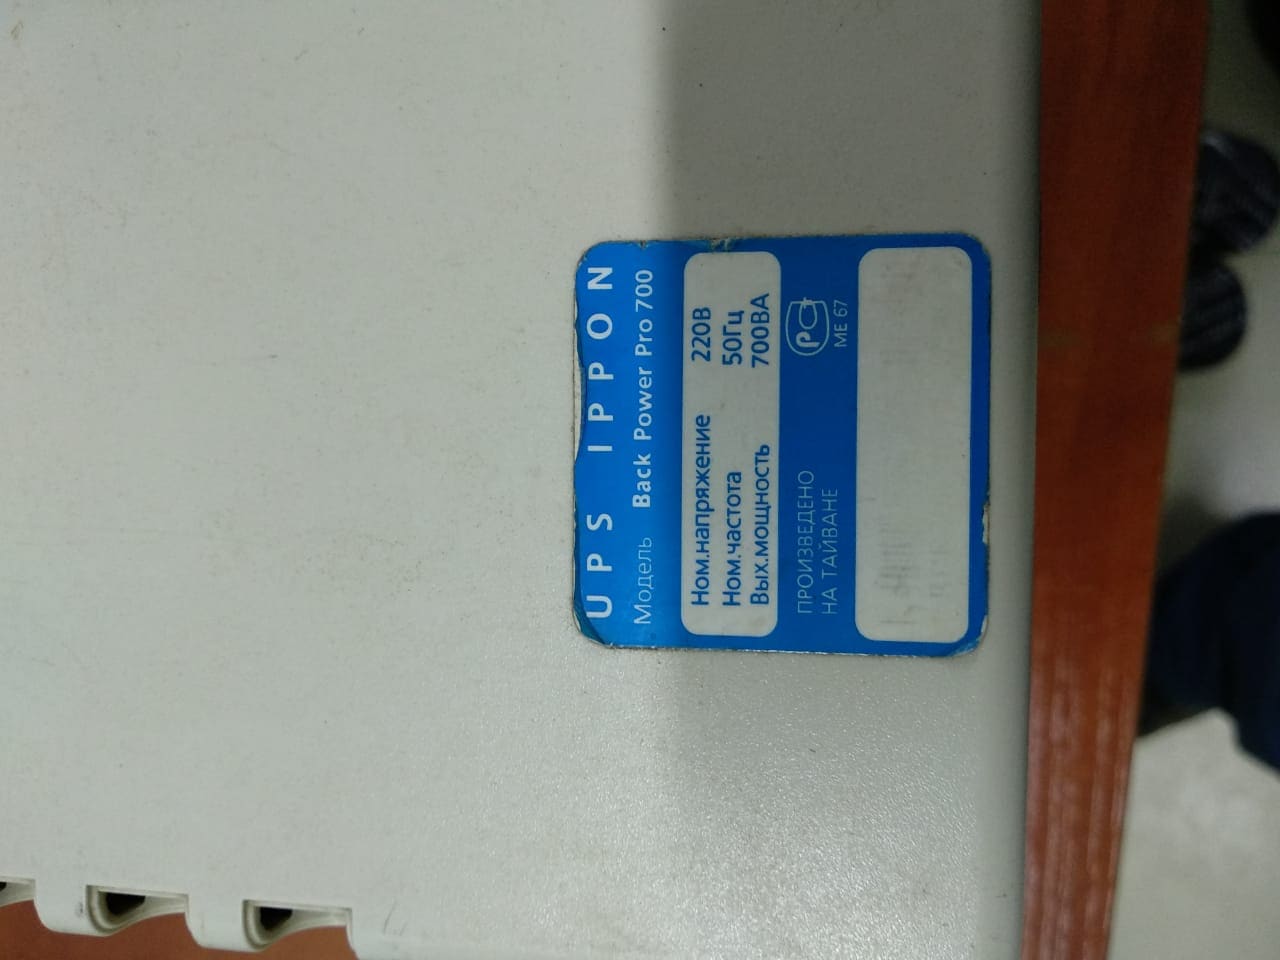 UPS IPPON
Модель Back Power Pro 700
Ном.напряжение 220В
Ном.частота 50Гц
Вых.мощность 700ВА
ПРОИЗВЕДЕНО
НА ТАЙВАНЕ
РС
МЕ 67